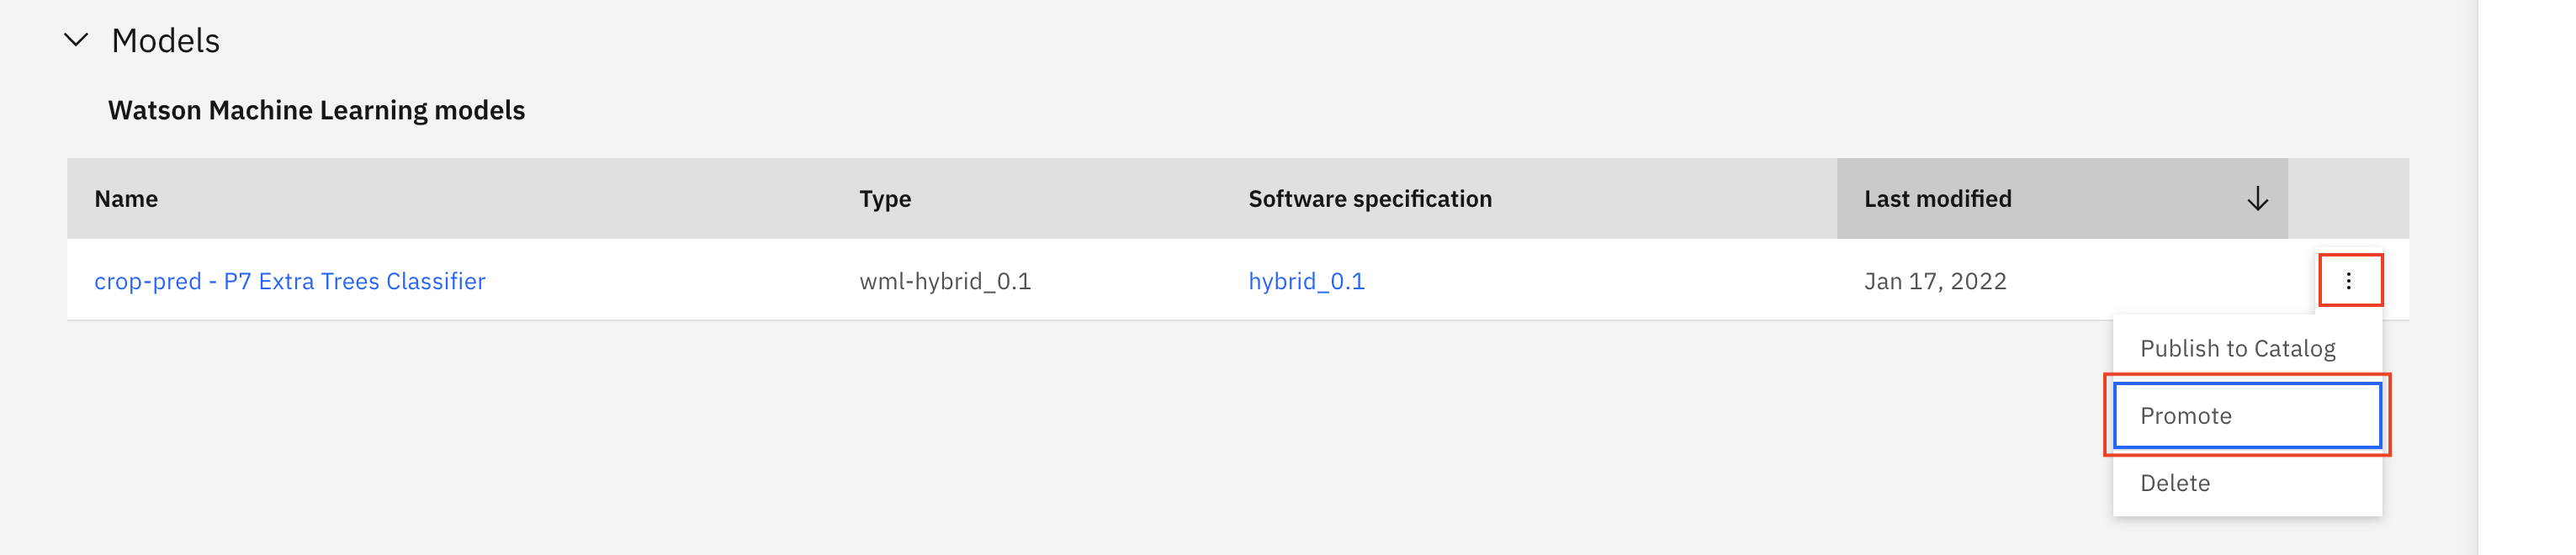 Models
Watson Machine Learning models
Name Type Software specification Last modified
crop-pred - P7 Extra Trees Classifier wml-hybrid_0.1 hybrid_0.1 Jan 17, 2022
Publish to Catalog
Promote
Delete